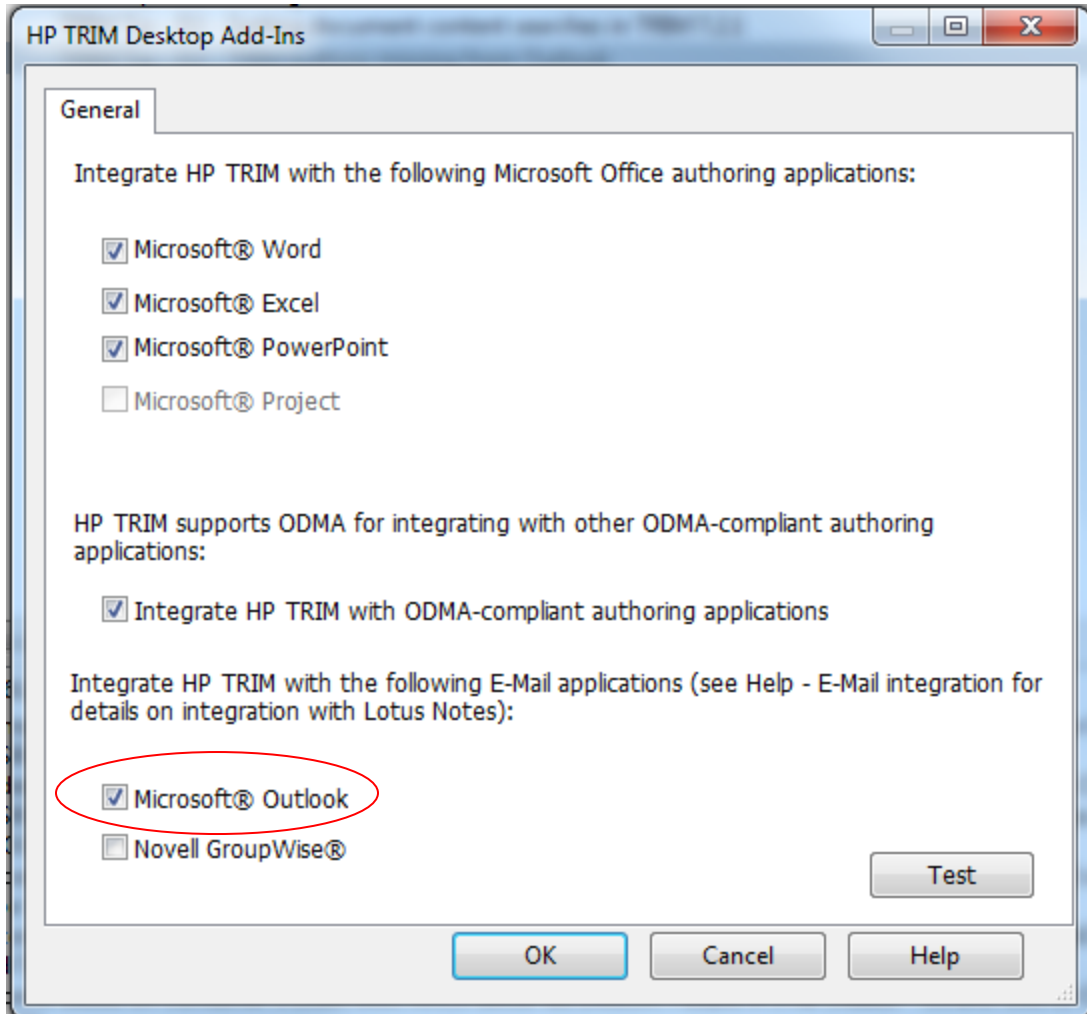 HP TRIM Desktop Add-Ins
General
Integrate HP TRIM with the following Microsoft Office authoring applications:
Microsoft® Word
Microsoft® Excel
Microsoft® PowerPoint
Microsoft® Project
HP TRIM supports ODMA for integrating with other ODMA-compliant authoring
applications:
Integrate HP TRIM with ODMA-compliant authoring applications
Integrate HP TRIM with the following E-Mail applications (see Help - E-Mail integration for
details on integration with Lotus Notes):
Microsoft® Outlook
Novell GroupWise®
Test
OK
Cancel
Help